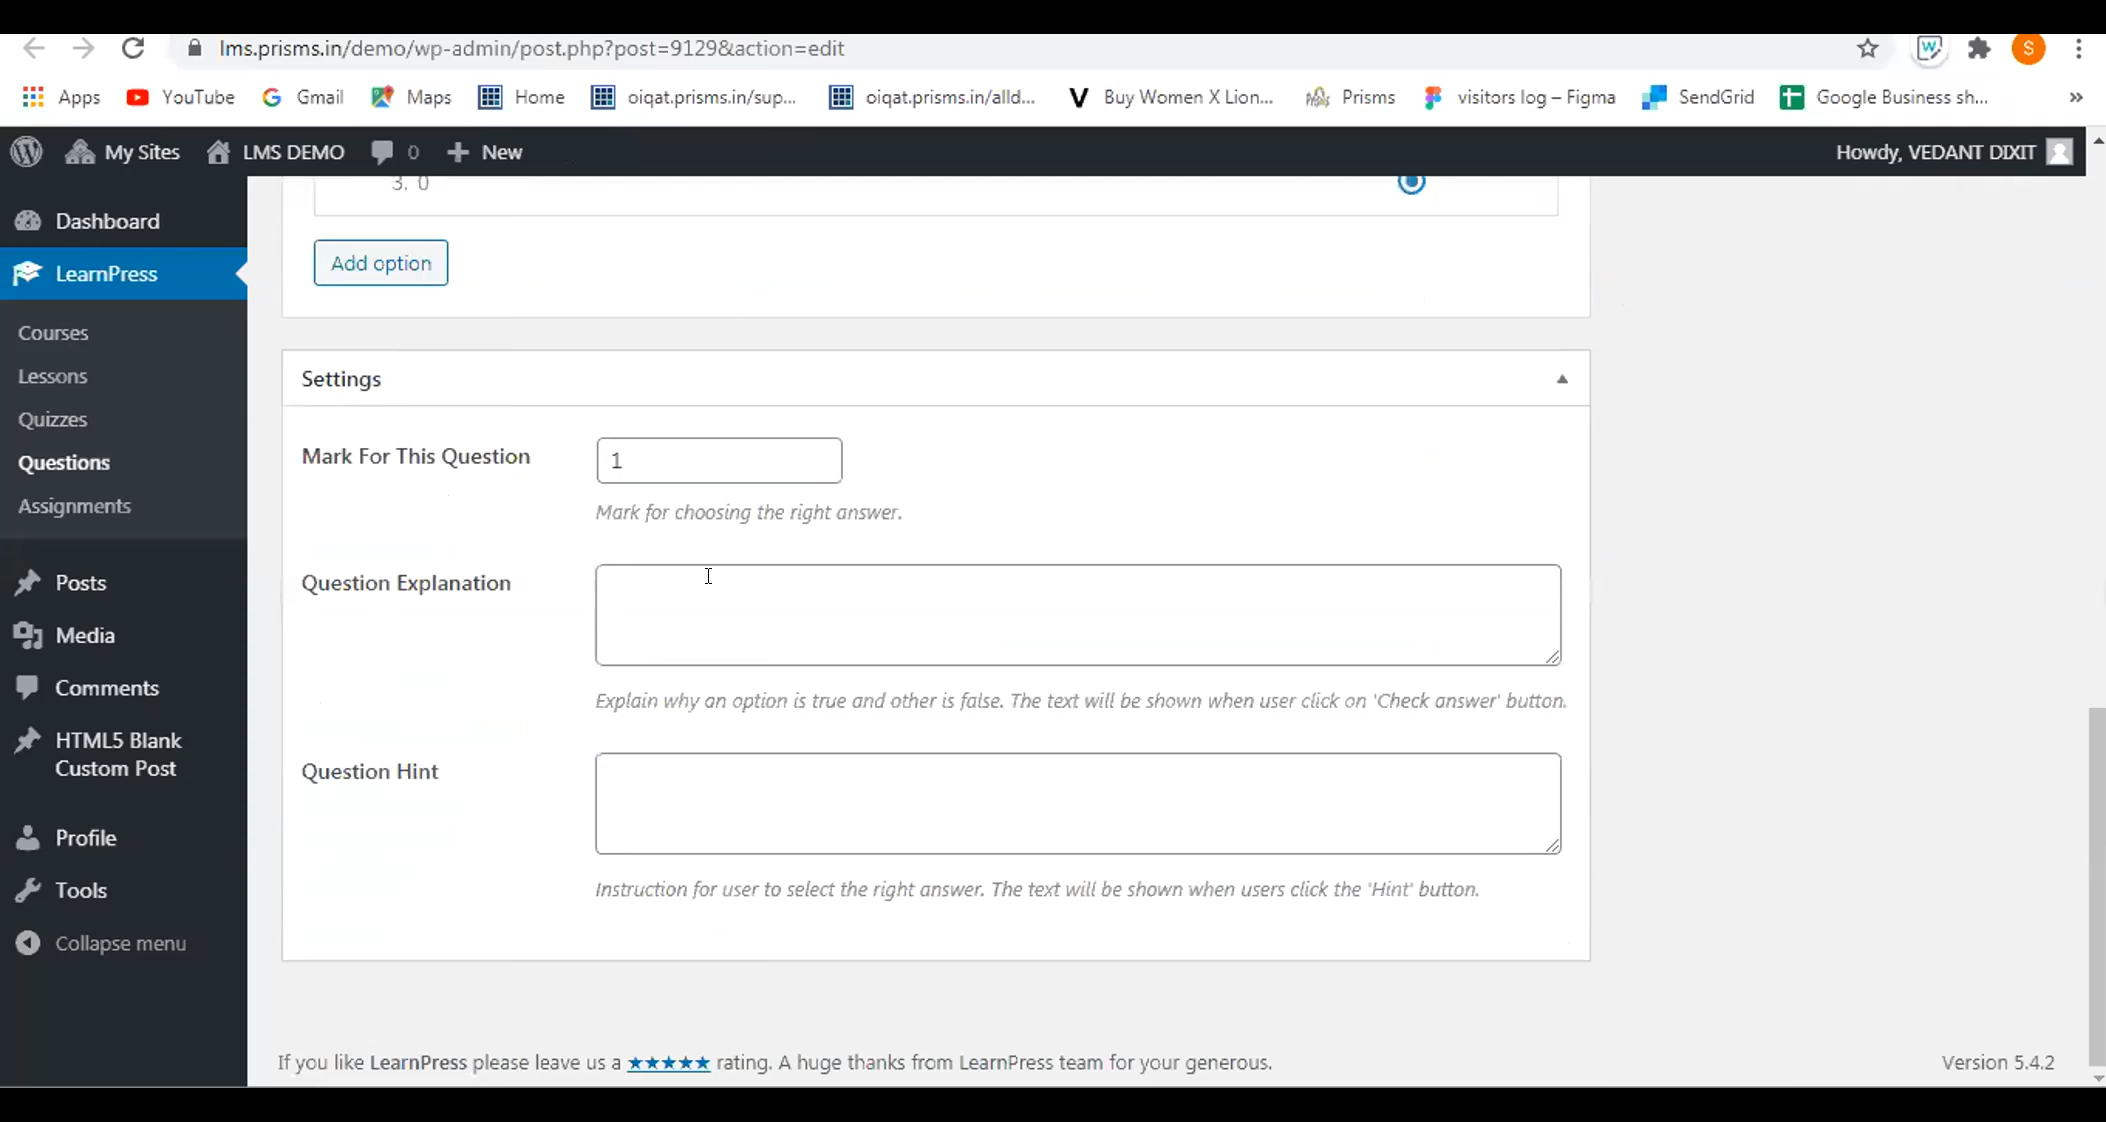 lms.prisms.in/demo/wp-admin/post.php?post=9129&action=edit
S
Apps YouTube Gmail Maps Home oiqat.prisms.in/sup... oiqat.prisms.in/alld... Buy Women X Lion... Prisms visitors log – Figma SendGrid Google Business sh... »
My Sites LMS DEMO 0 + New Howdy, VEDANT DIXIT
3. 0
Dashboard
Add option
LearnPress
Courses
Lessons
Quizzes
Questions
Assignments
Posts
Media
Comments
HTML5 Blank
Custom Post
Profile
Tools
Collapse menu
Settings
Mark For This Question 1
Mark for choosing the right answer.
Question Explanation
Explain why an option is true and other is false. The text will be shown when user click on 'Check answer' button.
Question Hint
Instruction for user to select the right answer. The text will be shown when users click the 'Hint' button.
If you like LearnPress please leave us a ★★★★★ rating. A huge thanks from LearnPress team for your generous. Version 5.4.2